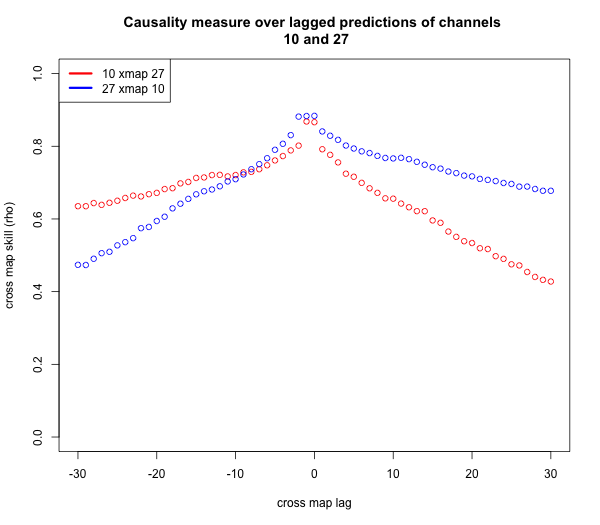 Causality measure over lagged predictions of channels
10 and 27
10 xmap 27
27 xmap 10
cross map skill (rho)
1.0
0.8
0.6
0.4
0.2
0.0
-30 -20 -10 0 10 20 30
cross map lag